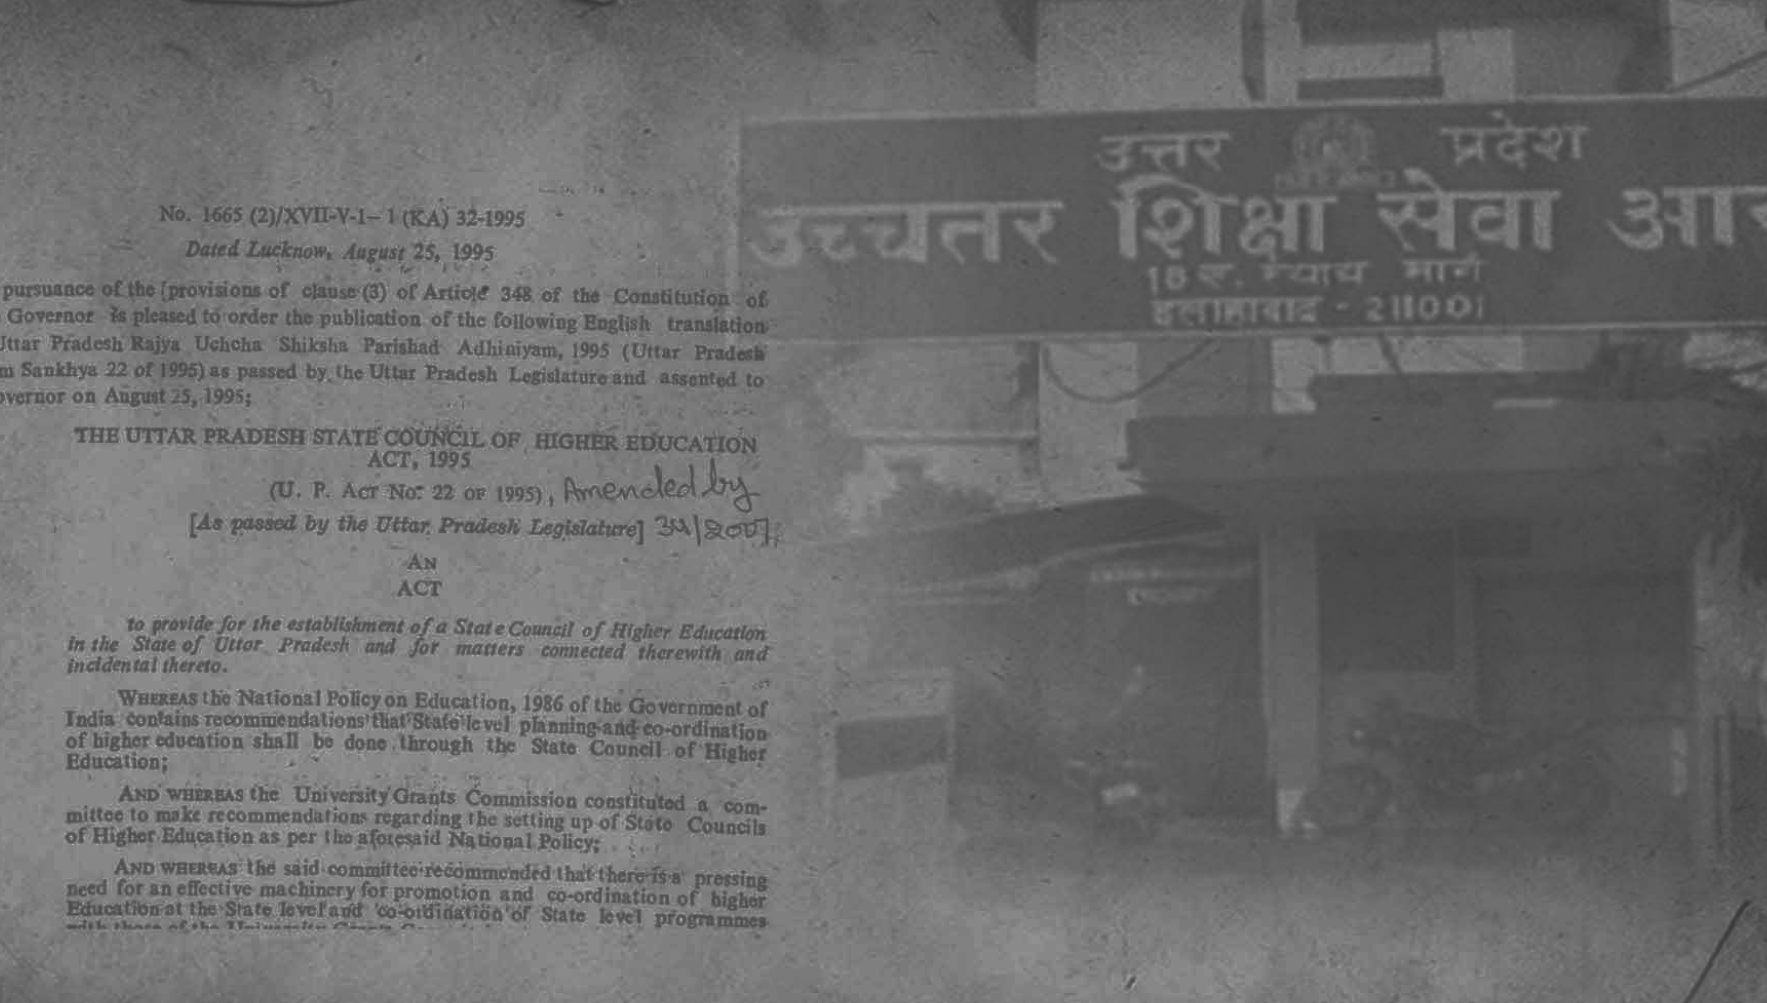 No. 1665 (2)/XVII-V-1–1 (KA) 32-1995
Dated Lucknow, August 25, 1995
pursuance of the provisions of clause (3) of Article 348 of the Constitution of
Governor is pleased to order the publication of the following English translation
Uttar Pradesh Rajya Uchcha Shiksha Parishad Adhiniyam, 1995 (Uttar Pradesh
m Sankhya 22 of 1995) as passed by the Uttar Pradesh Legislature and assented to
overnor on August 25, 1995;
THE UTTAR PRADESH STATE COUNCIL OF HIGHER EDUCATION
ACT, 1995
(U. P. ACT NO. 22 OF 1995), Amended by
[As passed by the Uttar Pradesh Legislature] 34/2007,
AN
ACT
to provide for the establishment of a State Council of Higher Education
in the State of Uttar Pradesh and for matters connected therewith and
incidental thereto.
WHEREAS the National Policy on Education, 1986 of the Government of
India contains recommendations that State level planning and co-ordination
of higher education shall be done through the State Council of Higher
Education;
AND WHEREAS the University Grants Commission constituted a com-
mittee to make recommendations regarding the setting up of State Councils
of Higher Education as per the aforesaid National Policy;
AND WHEREAS the said committee recommended that there is a pressing
need for an effective machinery for promotion and co-ordination of higher
Education at the State level and co-ordination of State level programmes
with those of the University Grants
उत्तर प्रदेश
उच्चतर शिक्षा सेवा आय
18 ए. न्याय मार्ग
इलाहाबाद - 211001